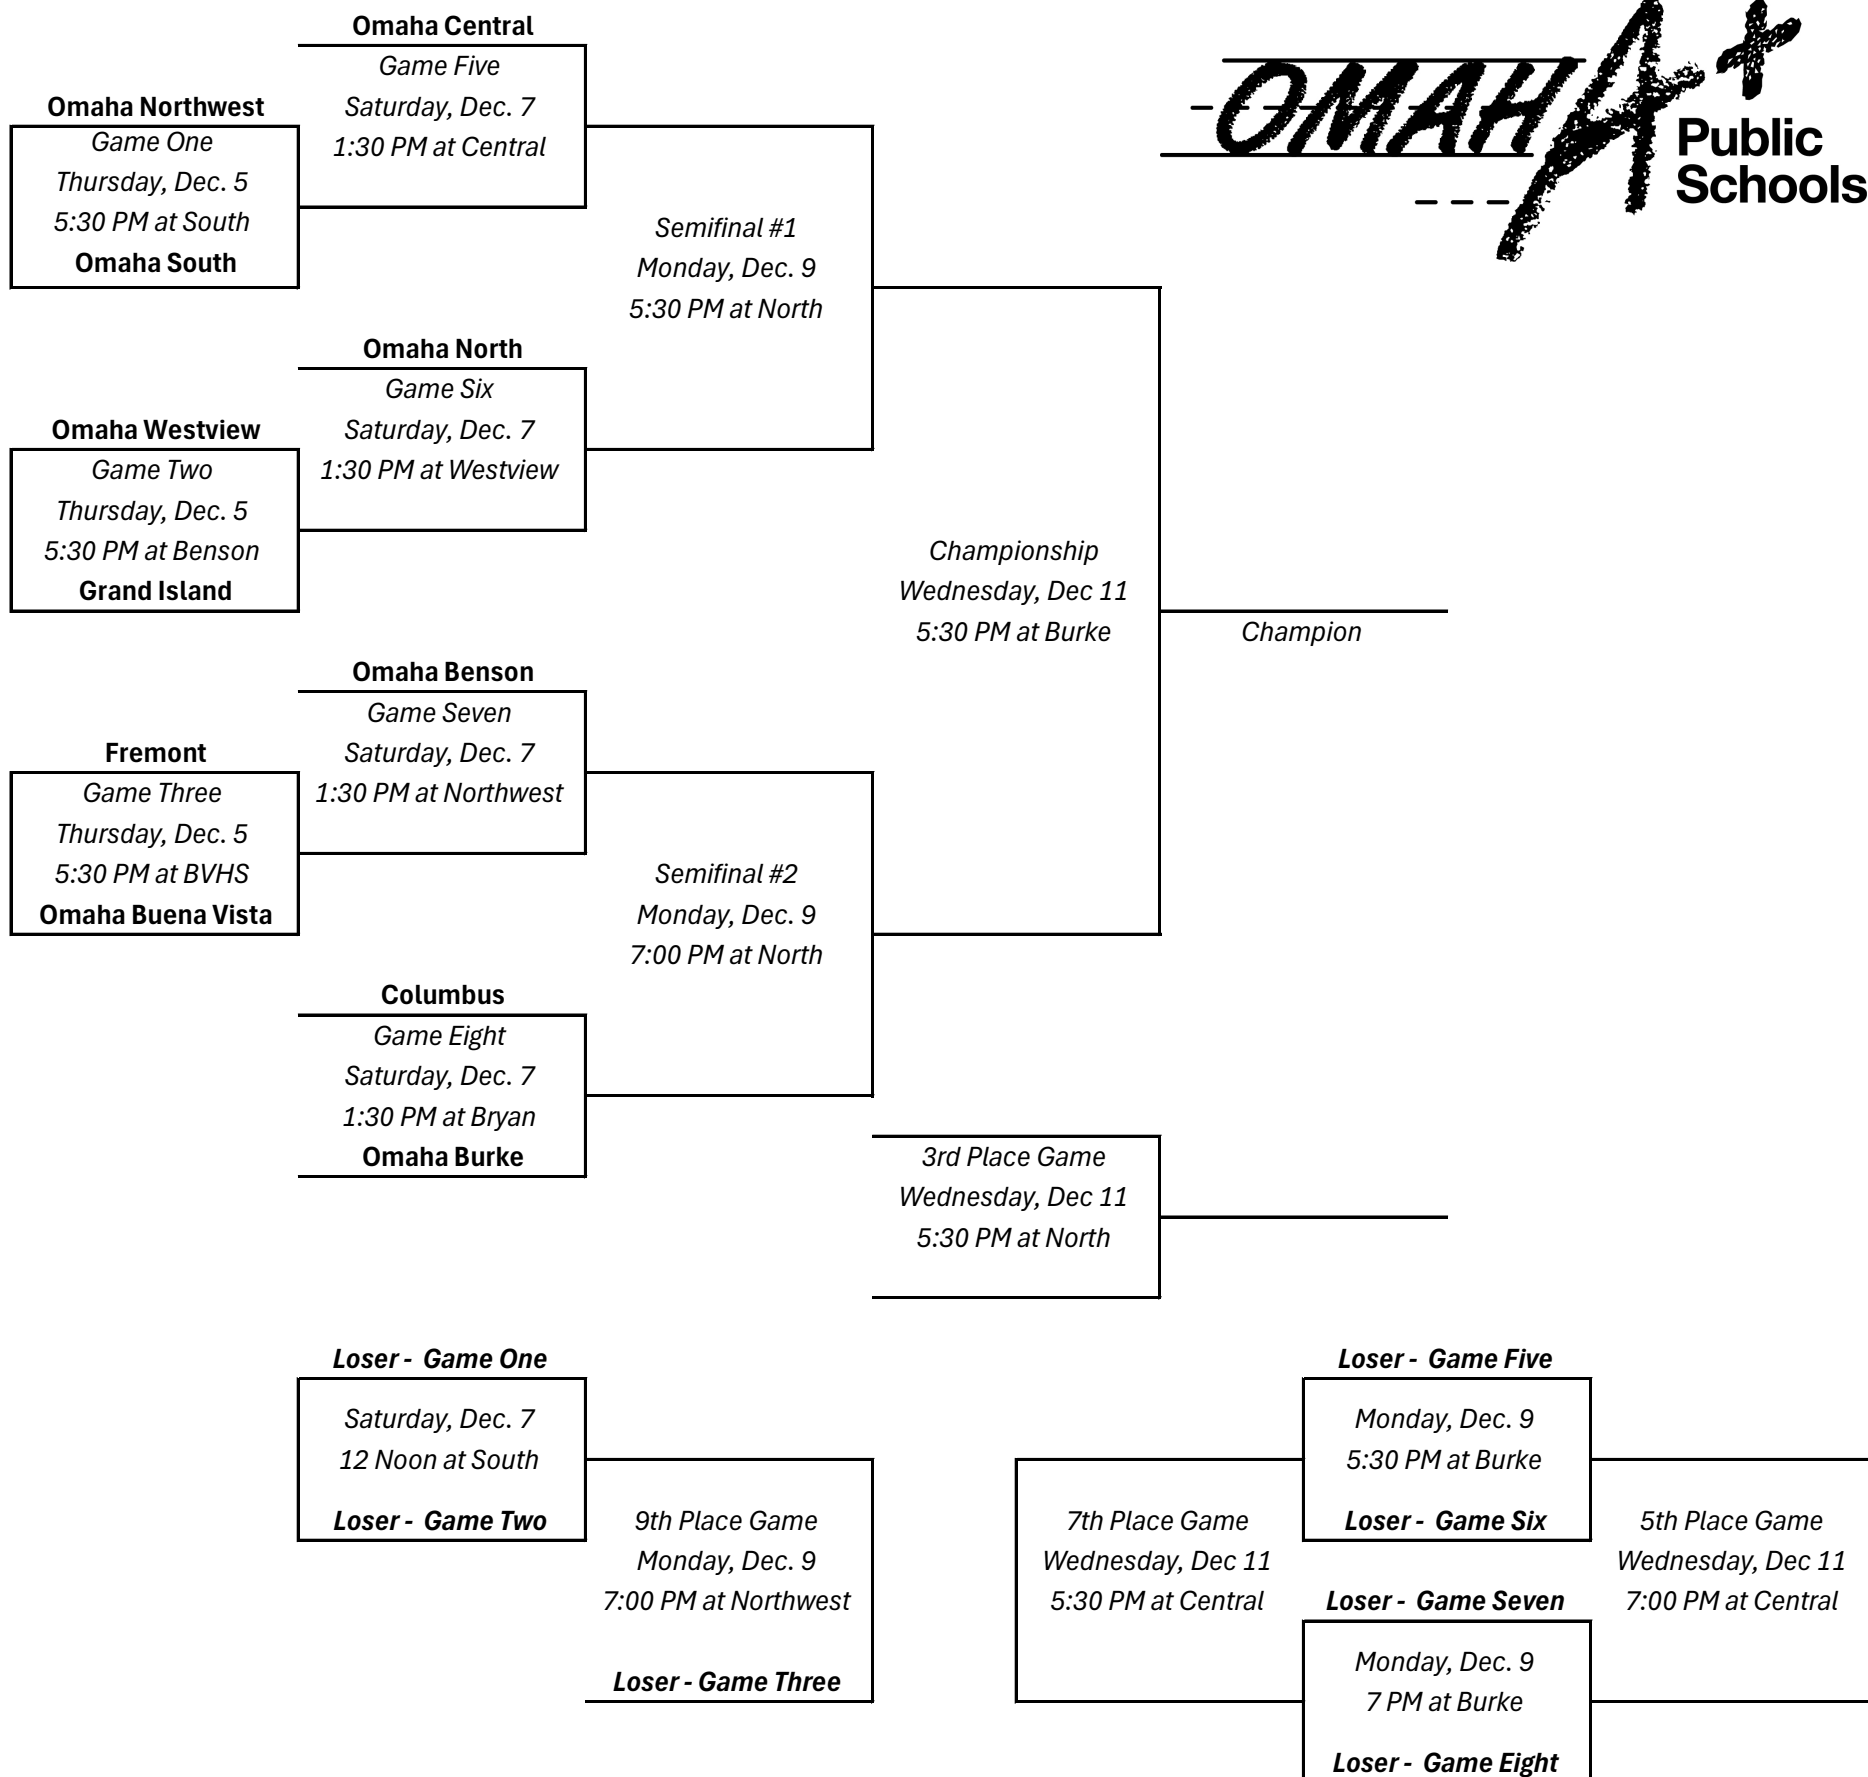 Omaha Central
Game Five
Saturday, Dec. 7
1:30 PM at Central
OMAHA+
Public
Schools
Omaha Northwest
Game One
Thursday, Dec. 5
5:30 PM at South
Omaha South
Semifinal #1
Monday, Dec. 9
5:30 PM at North
Omaha North
Game Six
Saturday, Dec. 7
1:30 PM at Westview
Omaha Westview
Game Two
Thursday, Dec. 5
5:30 PM at Benson
Grand Island
Championship
Wednesday, Dec 11
5:30 PM at Burke
Champion
Omaha Benson
Game Seven
Saturday, Dec. 7
1:30 PM at Northwest
Fremont
Game Three
Thursday, Dec. 5
5:30 PM at BVHS
Omaha Buena Vista
Semifinal #2
Monday, Dec. 9
7:00 PM at North
Columbus
Game Eight
Saturday, Dec. 7
1:30 PM at Bryan
Omaha Burke
3rd Place Game
Wednesday, Dec 11
5:30 PM at North
Loser - Game One
Saturday, Dec. 7
12 Noon at South
Loser - Game Two
9th Place Game
Monday, Dec. 9
7:00 PM at Northwest
Loser - Game Three
Loser - Game Five
Monday, Dec. 9
5:30 PM at Burke
Loser - Game Six
7th Place Game
Wednesday, Dec 11
5:30 PM at Central
5th Place Game
Wednesday, Dec 11
7:00 PM at Central
Loser - Game Seven
Monday, Dec. 9
7 PM at Burke
Loser - Game Eight